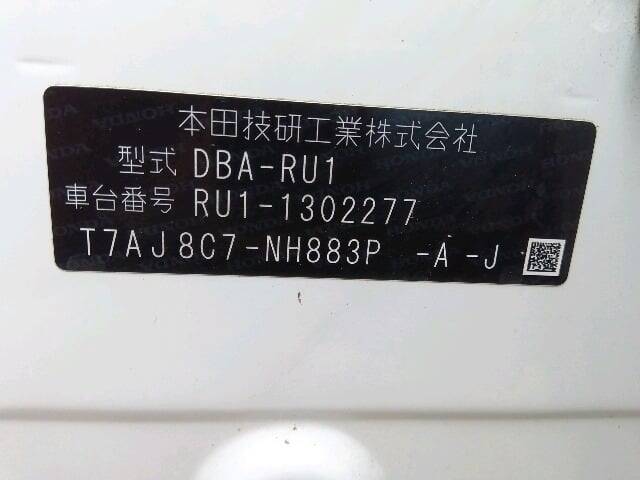 本田技研工業株式会社
型式 DBA-RU1
車台番号 RU1-1302277
T7AJ8C7-NH883P -A -J